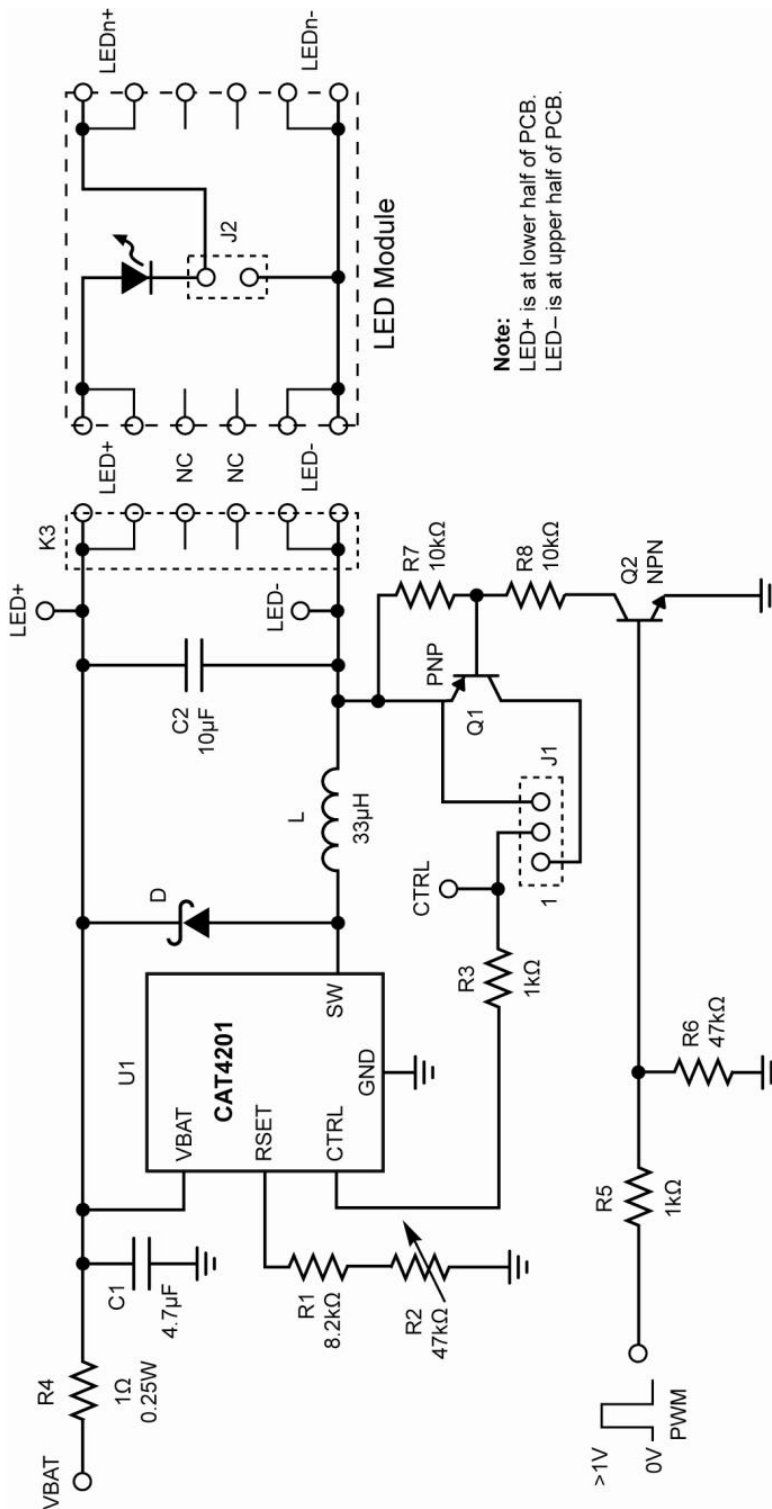 VBAT
R4
1Ω
0.25W
C1
4.7μF
U1
CAT4201
VBAT
RSET
CTRL
GND
SW
D
L
33μH
C2
10μF
LED+
LED-
K3
LED+
NC
NC
LED-
LEDn+
LEDn-
J2
LED Module
R1
8.2kΩ
R2
47kΩ
R3
1kΩ
CTRL
J1
1
PNP
Q1
R7
10kΩ
R8
10kΩ
Q2
NPN
>1V
0V
PWM
R5
1kΩ
R6
47kΩ
Note:
LED+ is at lower half of PCB.
LED– is at upper half of PCB.